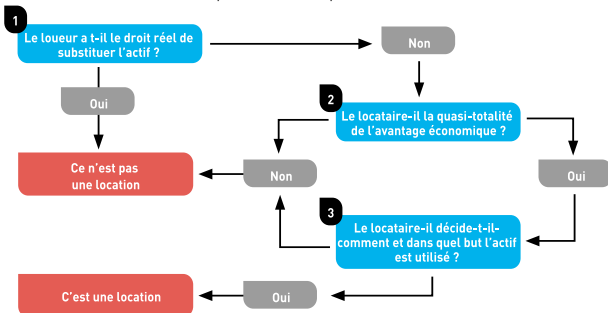 1
Le loueur a t-il le droit réel de
substituer l'actif ?
Non
Oui
2
Le locataire-il la quasi-totalité
de l'avantage économique ?
Ce n'est pas
une location
Non
Oui
3
Le locataire-il décide-t-il-
comment et dans quel but l'actif
est utilisé ?
C'est une location
Oui